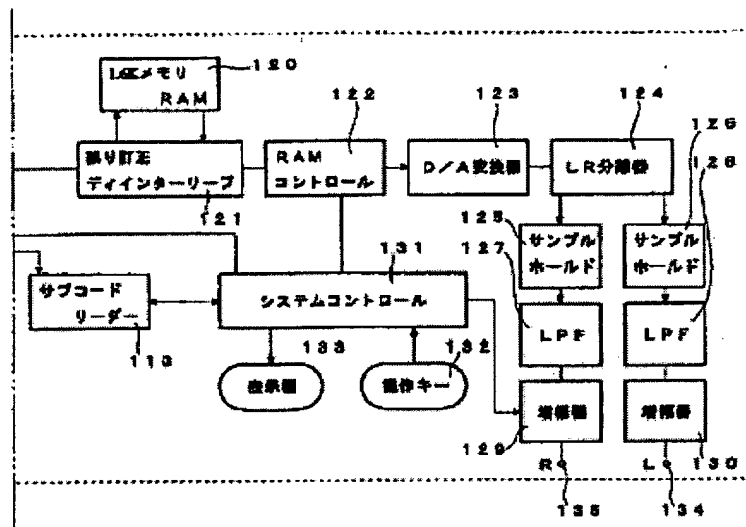 120
16Kメモリ
RAM
122
123
124
126
128
誤り訂正
ディインターリーブ
121
RAM
コントロール
D/A変換器
LR分離器
125
127
サンプル
ホールド
サンプル
ホールド
131
サブコード
リーダー
113
システムコントロール
LPF
LPF
133
132
表示器
操作キー
増幅器
増幅器
129
130
R
L
135
134